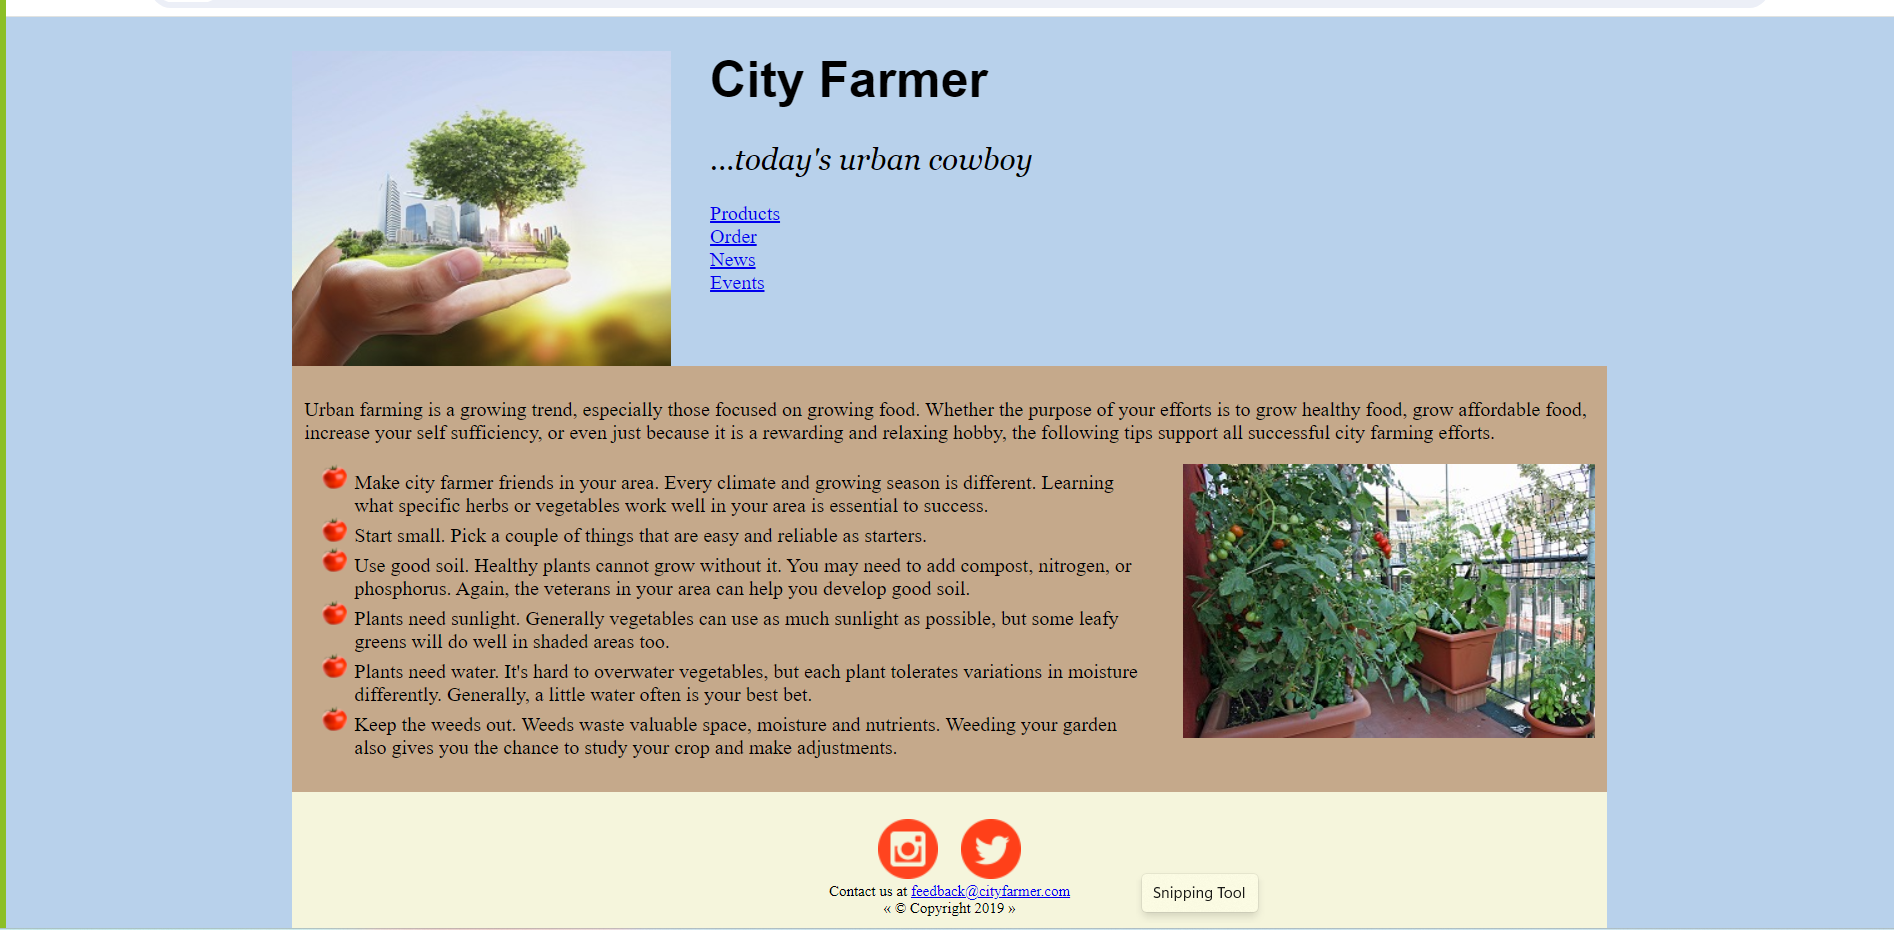 City Farmer
...today's urban cowboy
Products
Order
News
Events
Urban farming is a growing trend, especially those focused on growing food. Whether the purpose of your efforts is to grow healthy food, grow affordable food,
increase your self sufficiency, or even just because it is a rewarding and relaxing hobby, the following tips support all successful city farming efforts.
Make city farmer friends in your area. Every climate and growing season is different. Learning
what specific herbs or vegetables work well in your area is essential to success.
Start small. Pick a couple of things that are easy and reliable as starters.
Use good soil. Healthy plants cannot grow without it. You may need to add compost, nitrogen, or
phosphorus. Again, the veterans in your area can help you develop good soil.
Plants need sunlight. Generally vegetables can use as much sunlight as possible, but some leafy
greens will do well in shaded areas too.
Plants need water. It's hard to overwater vegetables, but each plant tolerates variations in moisture
differently. Generally, a little water often is your best bet.
Keep the weeds out. Weeds waste valuable space, moisture and nutrients. Weeding your garden
also gives you the chance to study your crop and make adjustments.
Contact us at feedback@cityfarmer.com
« © Copyright 2019 »
Snipping Tool